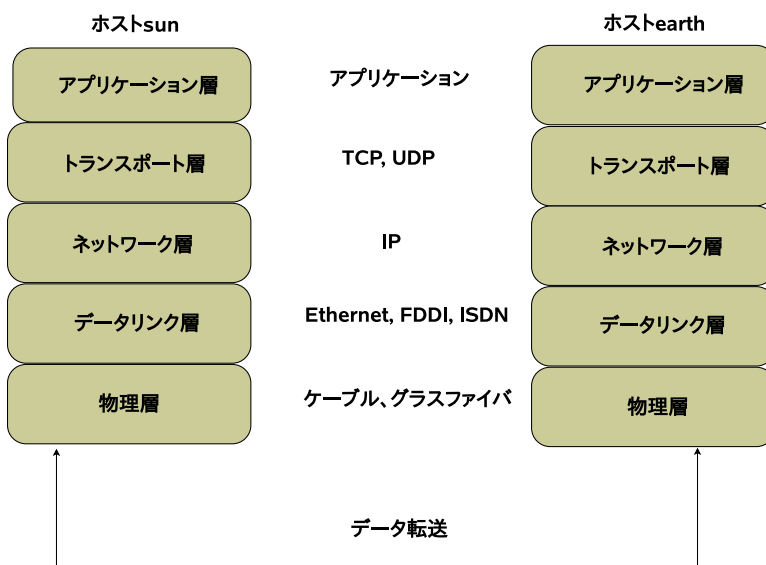 ホストsun
ホストearth
アプリケーション層
アプリケーション
アプリケーション層
トランスポート層
TCP, UDP
トランスポート層
ネットワーク層
IP
ネットワーク層
データリンク層
Ethernet, FDDI, ISDN
データリンク層
物理層
ケーブル、グラスファイバ
物理層
データ転送